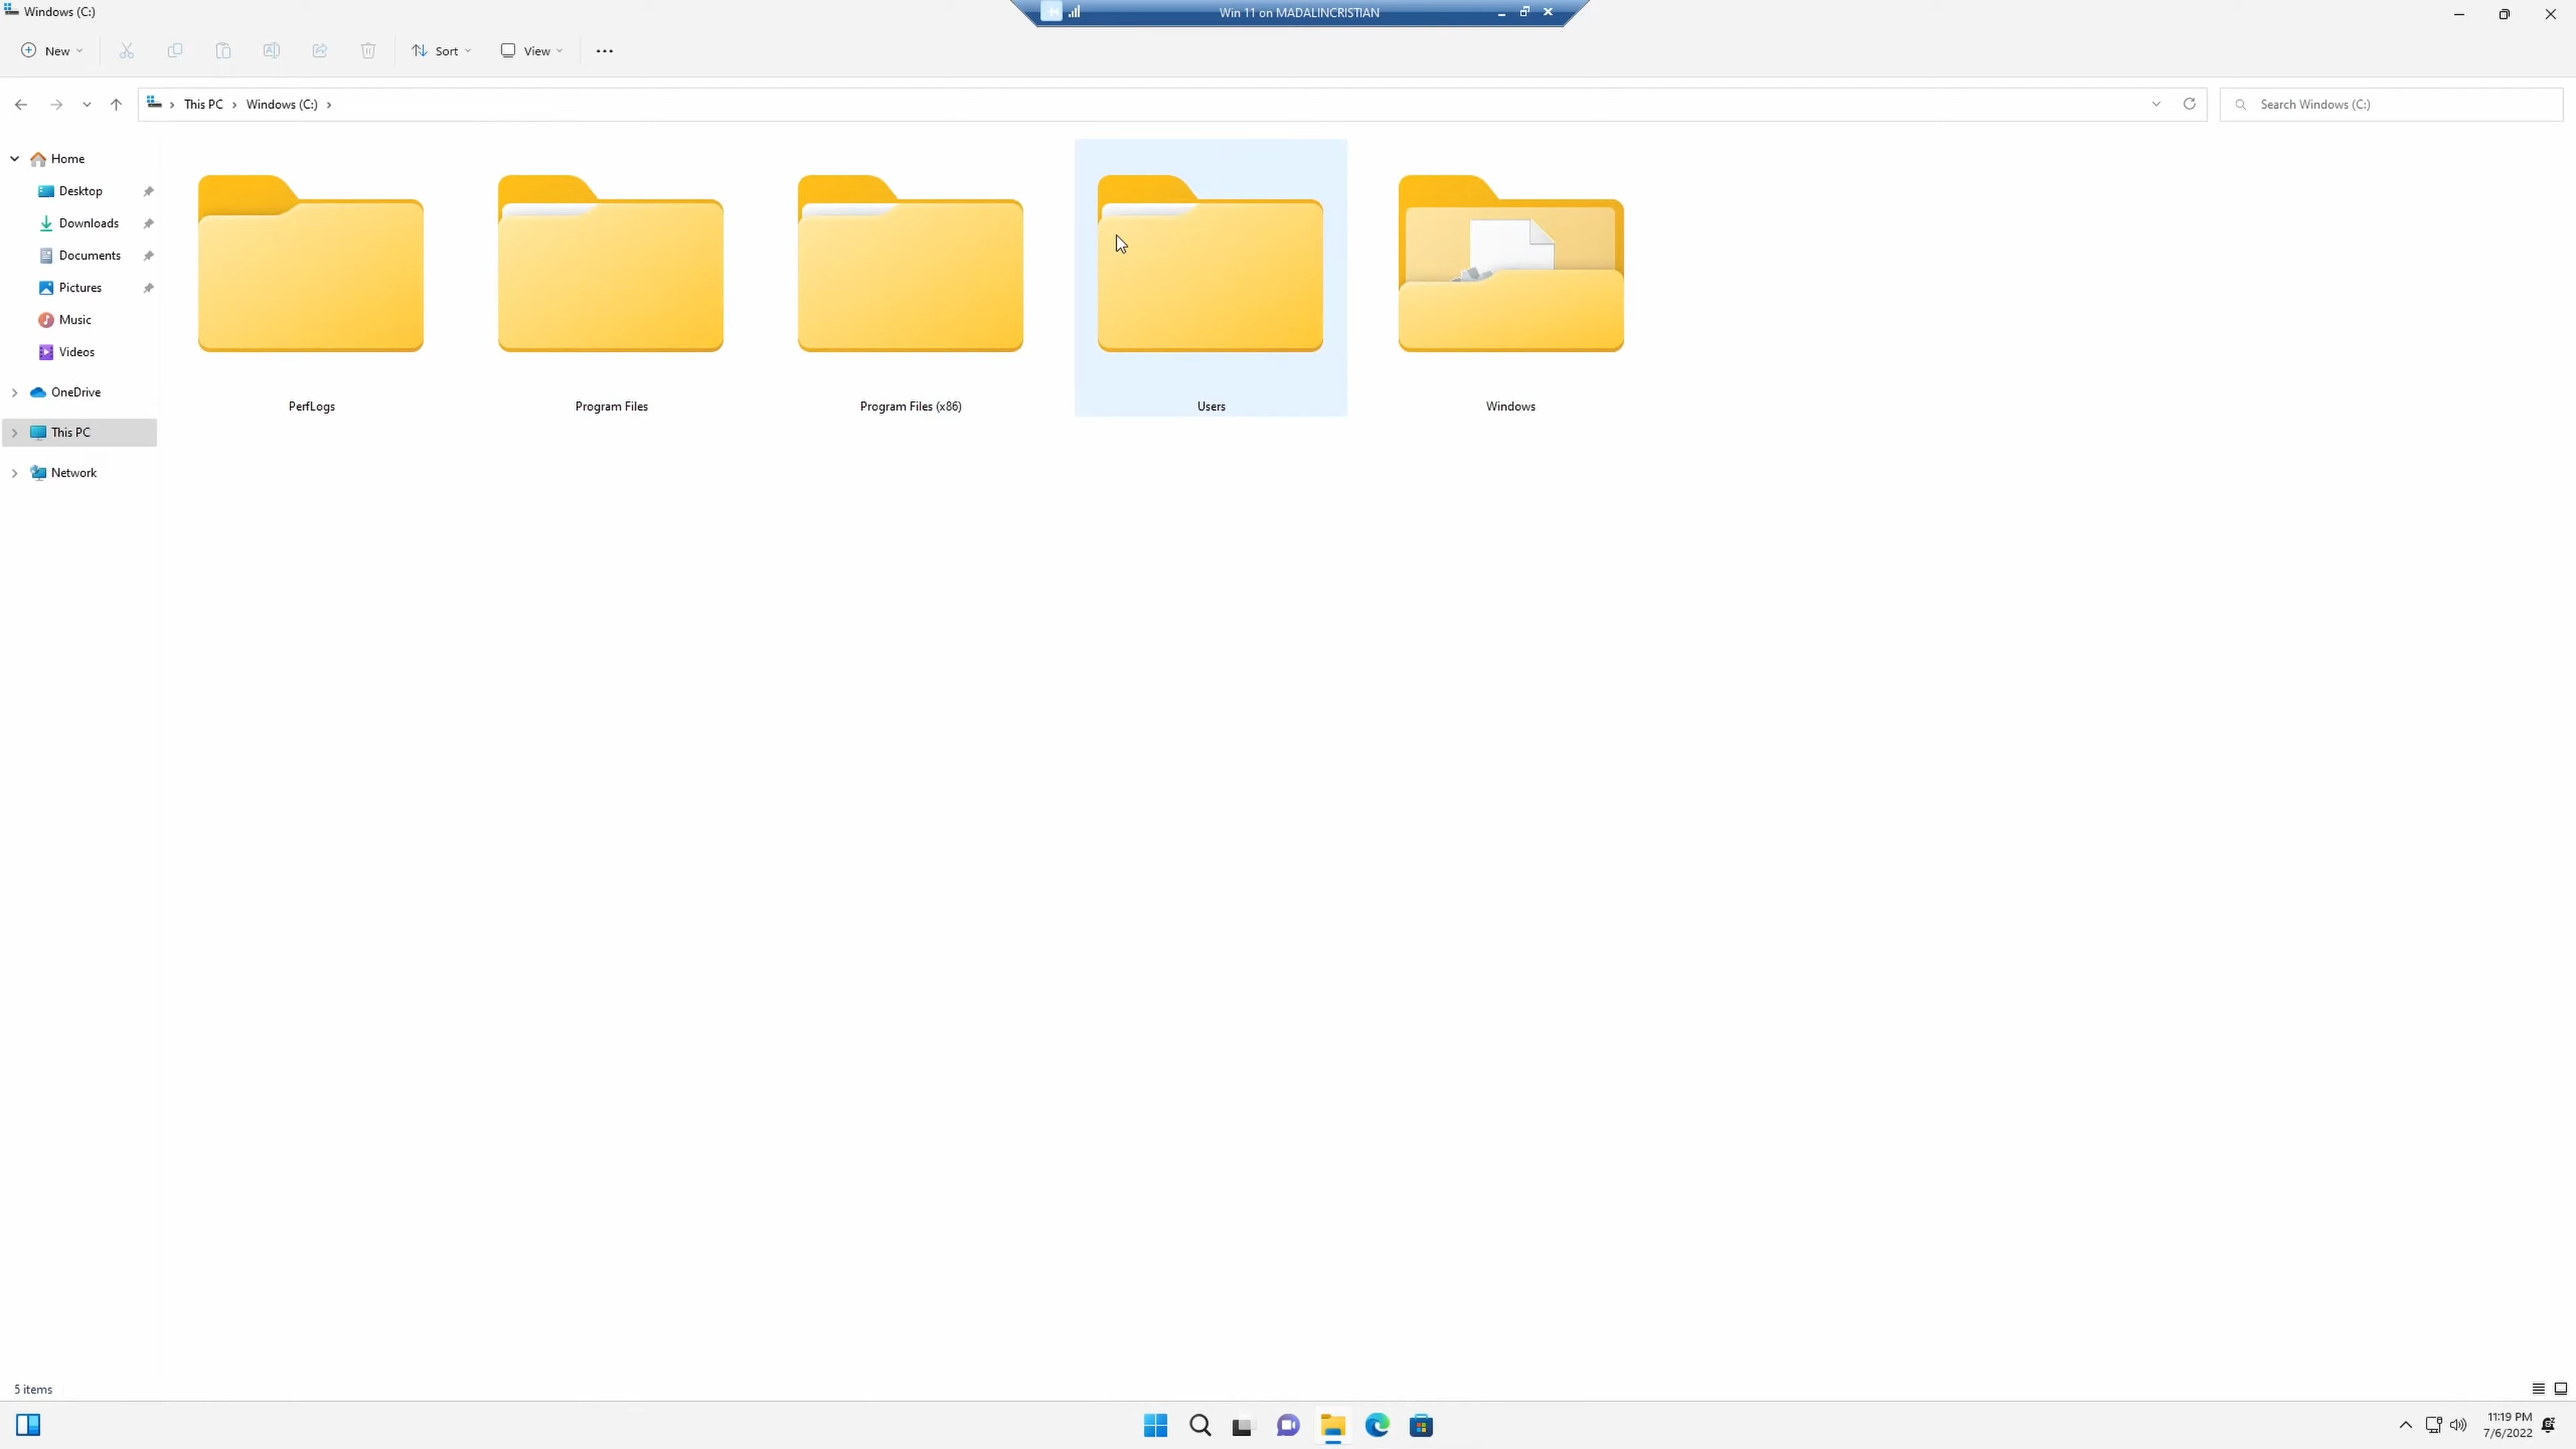 Windows (C:)
Win 11 on MADALINCRISTIAN
New
Sort
View
This PC
Windows (C:)
Search Windows (C:)
Home
Desktop
Downloads
Documents
Pictures
Music
Videos
OneDrive
This PC
Network
PerfLogs
Program Files
Program Files (x86)
Users
Windows
5 items
11:19 PM
7/6/2022